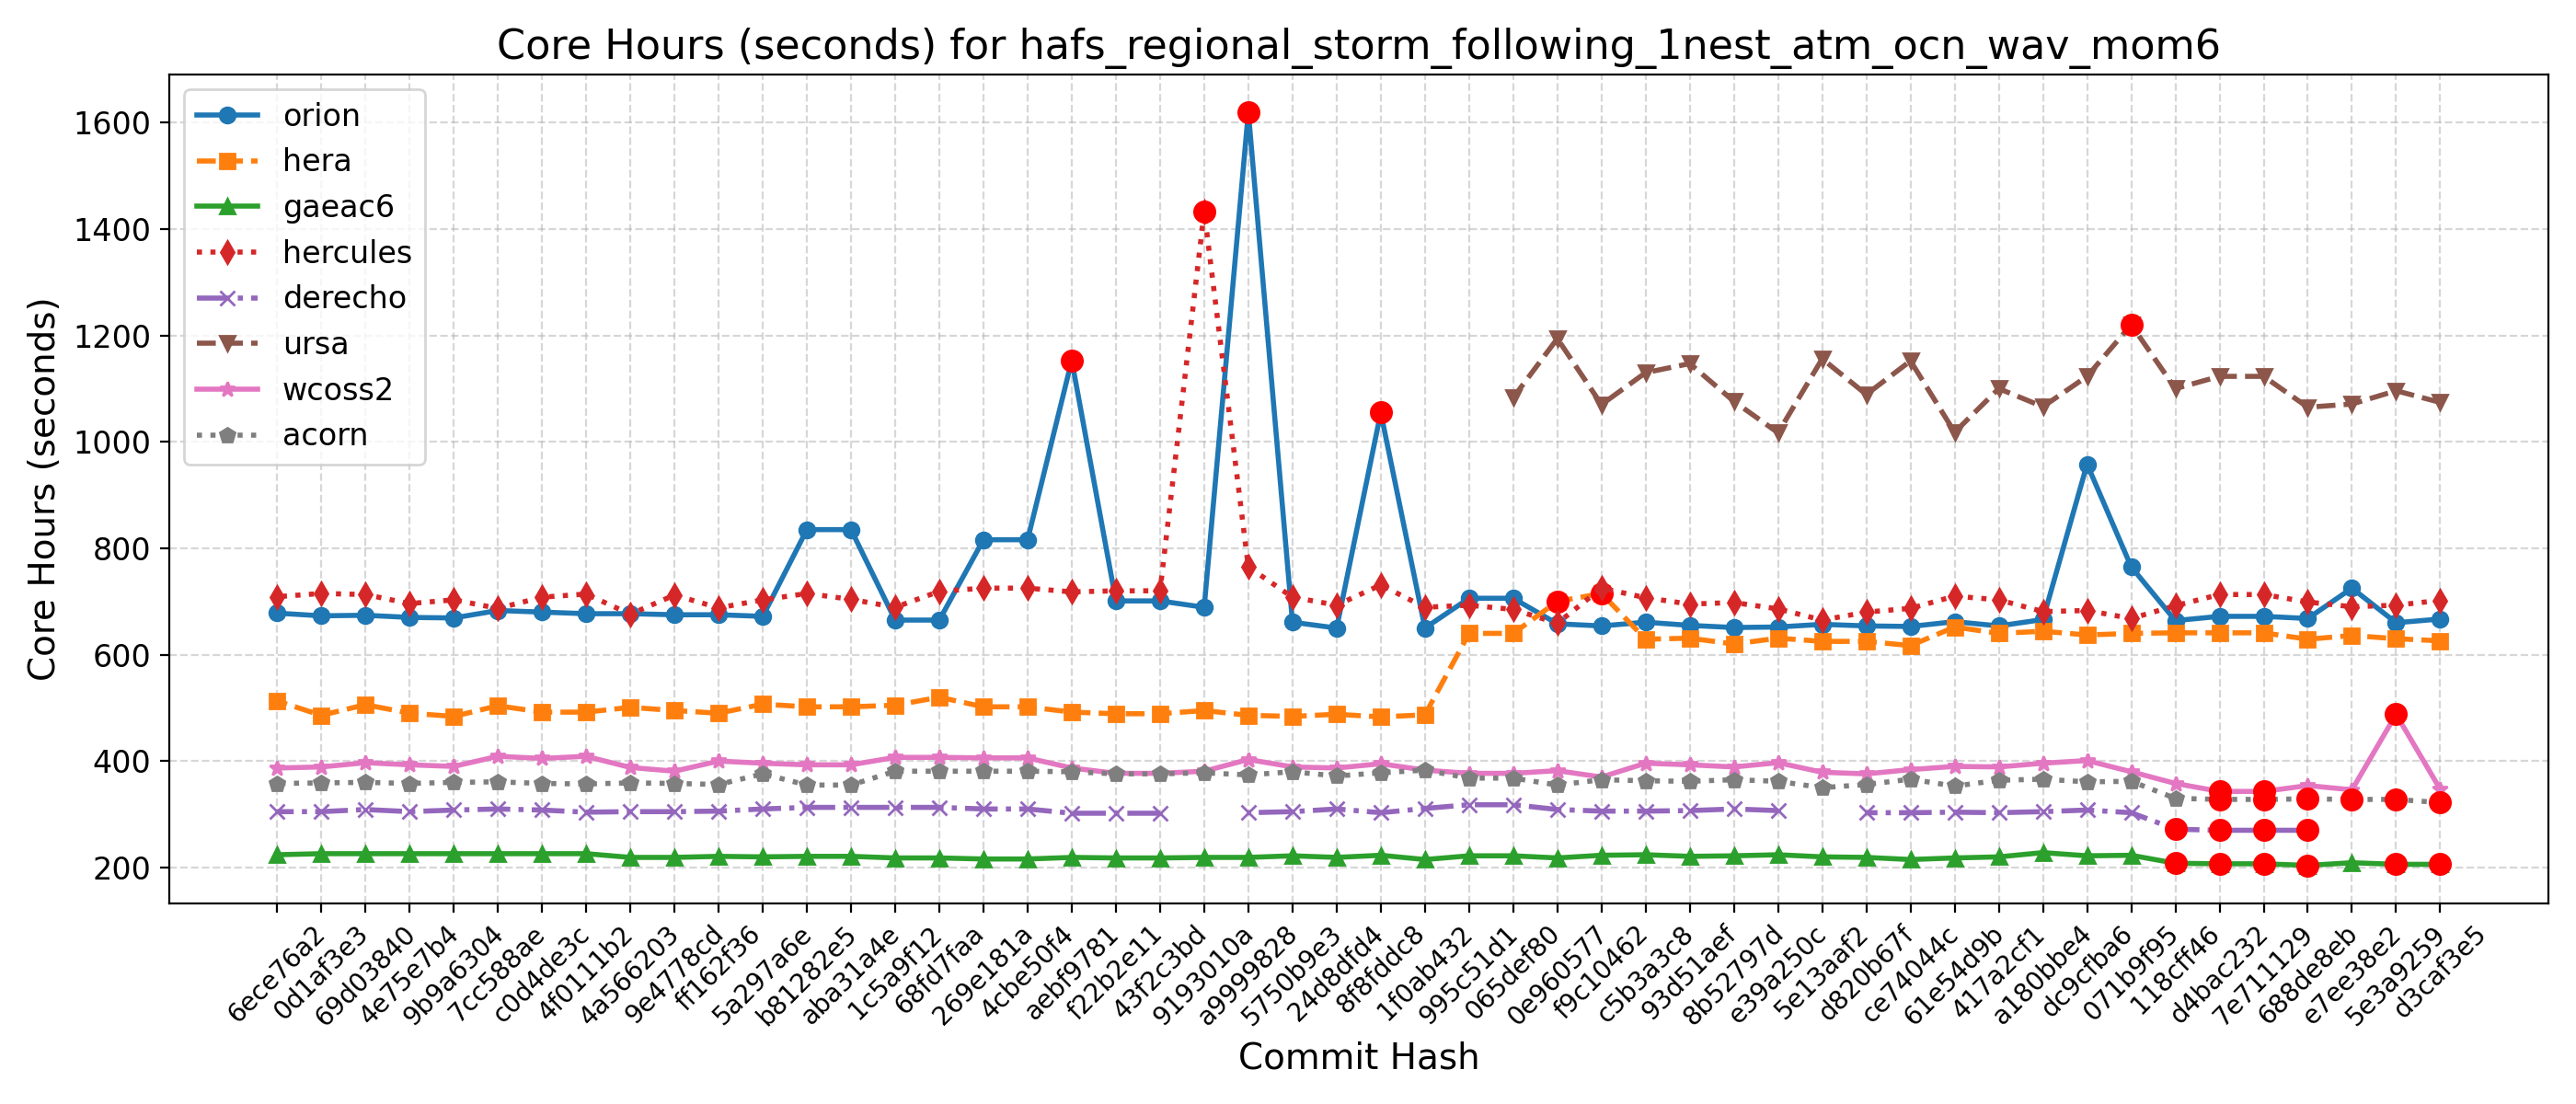 Core Hours (seconds) for hafs_regional_storm_following_1nest_atm_ocn_wav_mom6
Core Hours (seconds)
1600
1400
1200
1000
800
600
400
200
orion
hera
gaeac6
hercules
derecho
ursa
wcoss2
acorn
6ece76a2
0d1af3e3
69d03840
4e75e7b4
9b9a6304
7cc588ae
c0d4de3c
4f0111b2
4a566203
9e4778cd
ff162f36
5a297a6e
b81282e5
aba31a4e
1c5a9f12
68fd7faa
269e181a
4cbe50f4
aebf9781
f22b2e11
43f2c3bd
9193010a
a9999828
5750b9e3
24d8dfd4
8f8fddc8
1f0ab432
995c51d1
065def80
0e960577
f9c10462
c5b3a3c8
93d51aef
8b52797d
e39a250c
5e13aaf2
d820b67f
ce74044c
61e54d9b
417a2cf1
a180bbe4
dc9cfba6
071b9f95
118cff46
d4bac232
7e711129
688de8eb
e7ee38e2
5e3a9259
d3caf3e5
Commit Hash